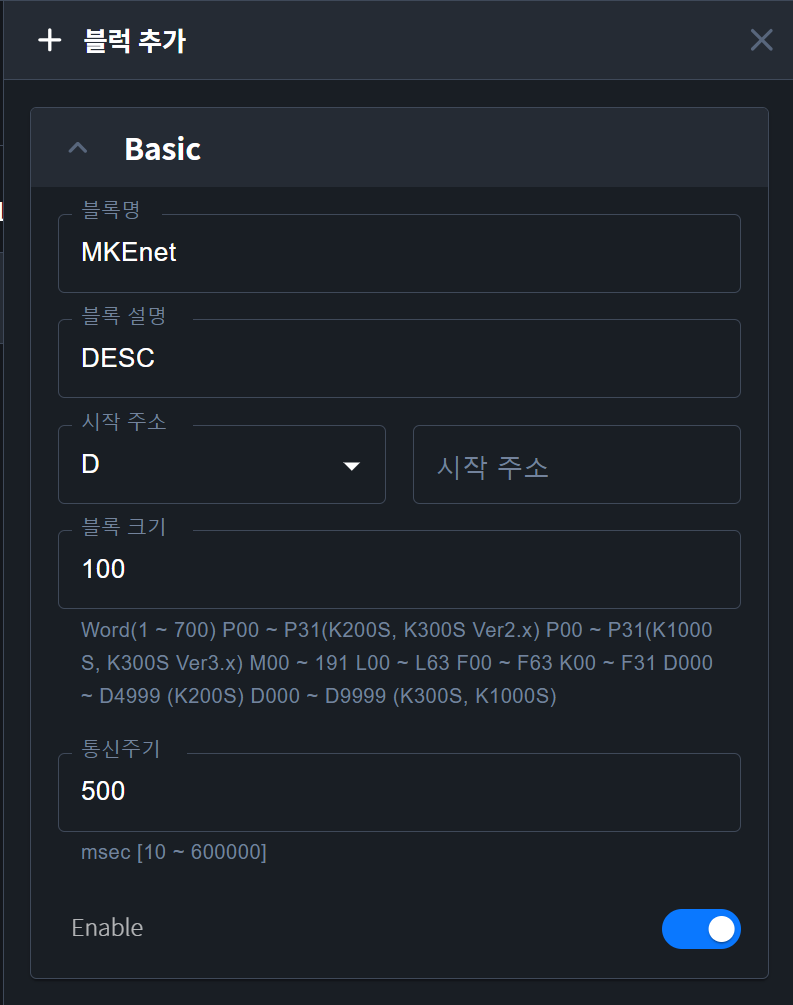 블럭 추가
Basic
블록명
MKEnet
블록 설명
DESC
시작 주소
D
시작 주소
블록 크기
100
Word(1 ~ 700) P00 ~ P31(K200S, K300S Ver2.x) P00 ~ P31(K1000
S, K300S Ver3.x) M00 ~ 191 L00 ~ L63 F00 ~ F63 K00 ~ F31 D000
~ D4999 (K200S) D000 ~ D9999 (K300S, K1000S)
통신주기
500
msec [10 ~ 600000]
Enable